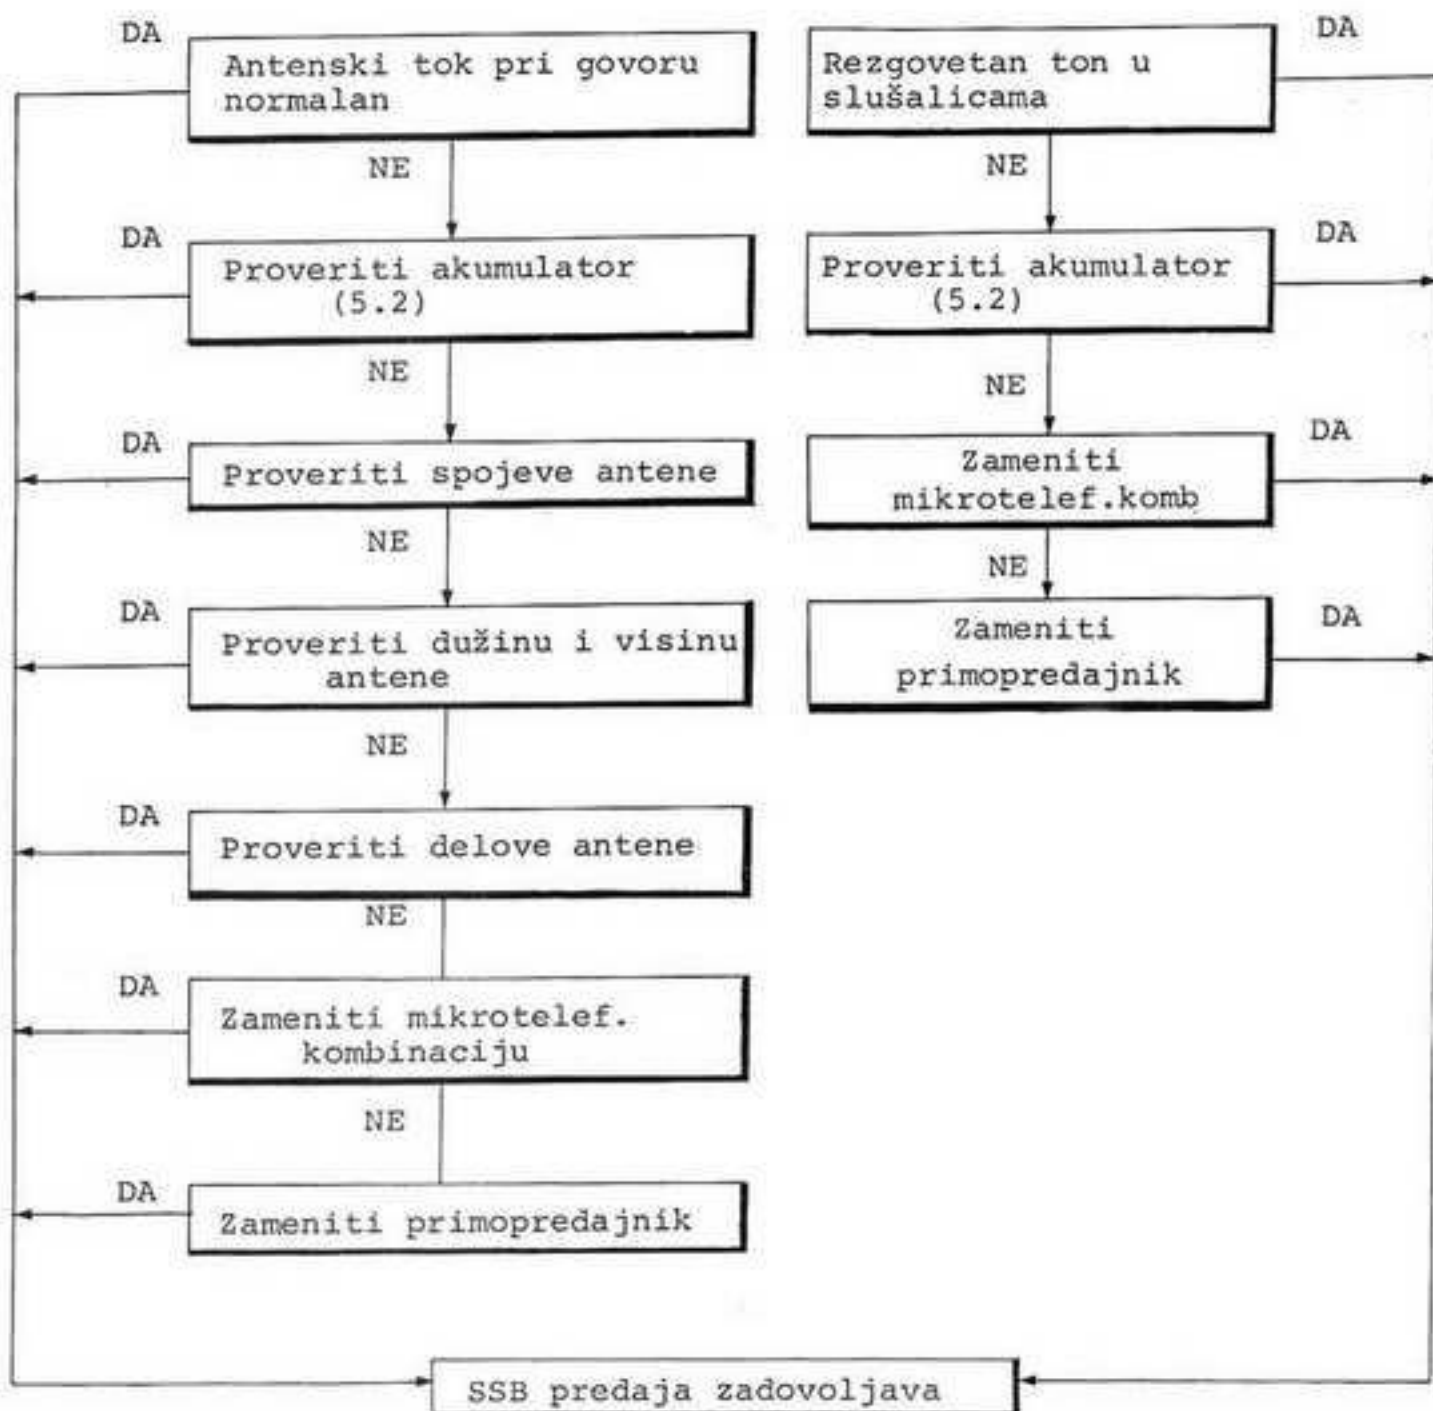 DA
Antenski tok pri govoru
normalan
NE
DA
Proveriti akumulator
(5.2)
NE
DA
Proveriti spojeve antene
NE
DA
Proveriti dužinu i visinu
antene
NE
DA
Proveriti delove antene
NE
DA
Zameniti mikrotelef.
kombinaciju
NE
DA
Zameniti primopredajnik
DA
Rezgovetan ton u
slušalicama
NE
DA
Proveriti akumulator
(5.2)
NE
DA
Zameniti
mikrotelef.komb
NE
DA
Zameniti
primopredajnik
SSB predaja zadovoljava